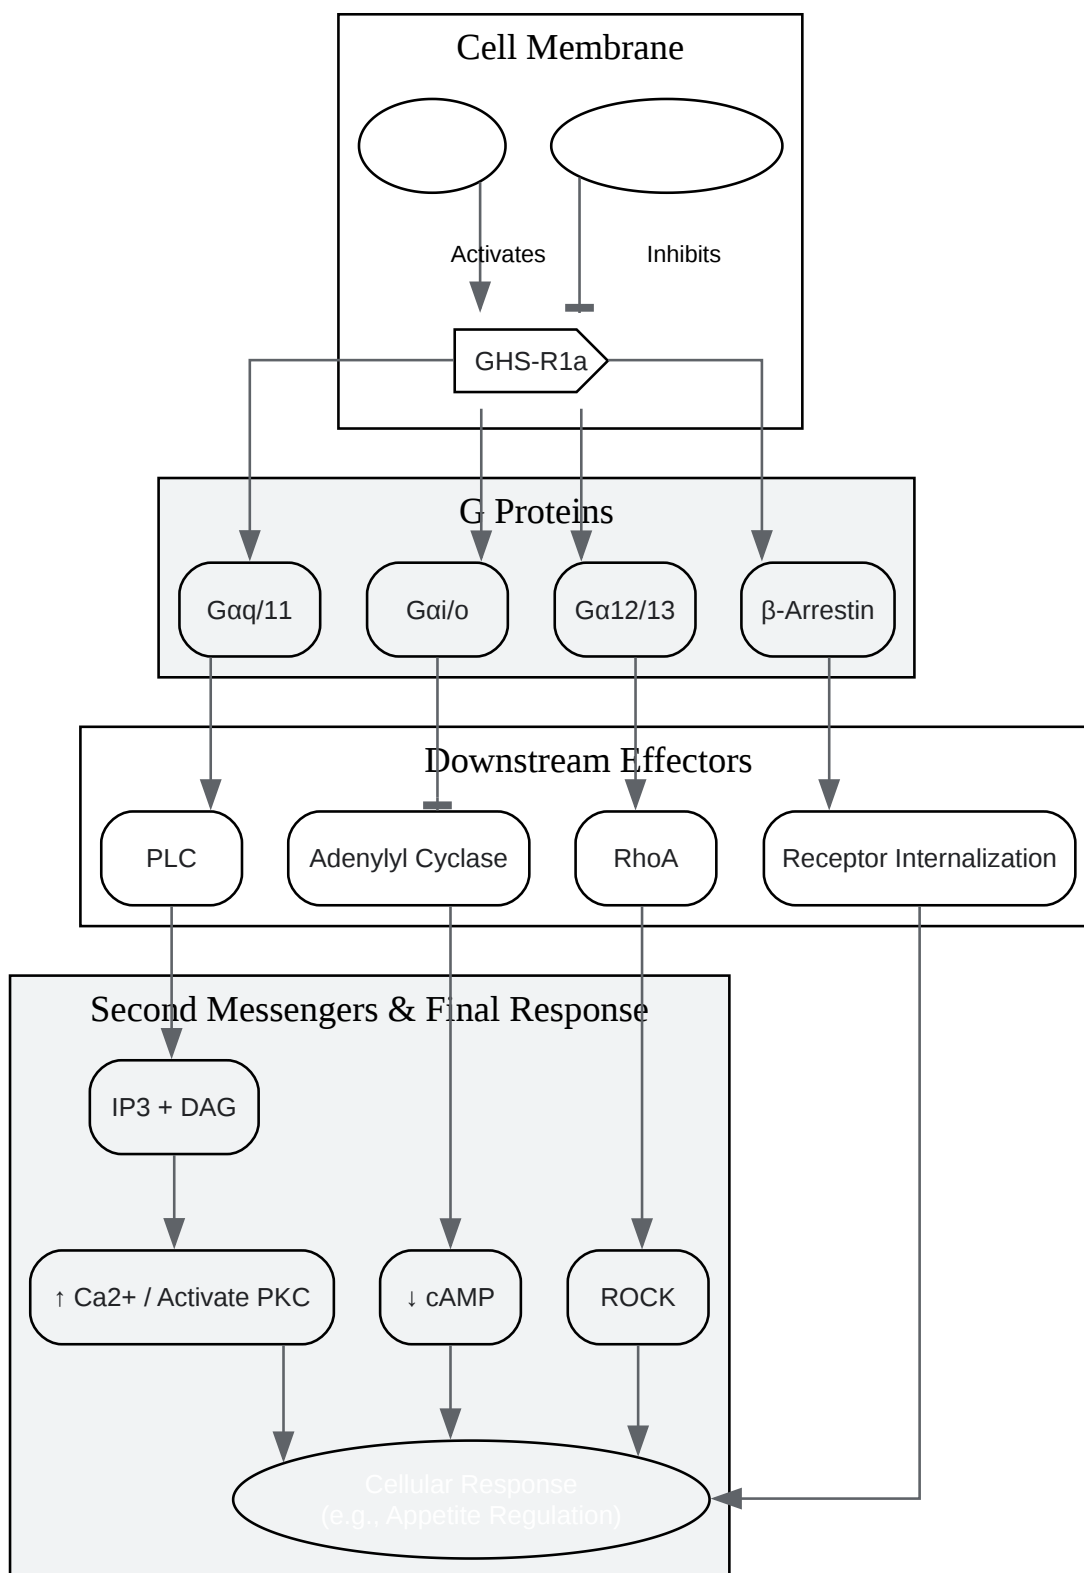 Cell Membrane
Activates
Inhibits
GHS-R1a
G Proteins
Gαq/11
Gαi/o
Gα12/13
β-Arrestin
Downstream Effectors
PLC
Adenylyl Cyclase
RhoA
Receptor Internalization
Second Messengers & Final Response
IP3 + DAG
↑ Ca2+ / Activate PKC
↓ cAMP
ROCK
Cellular Response
(e.g., Appetite Regulation)